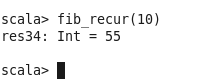 scala> fib_recur(10)
res34: Int = 55
scala>